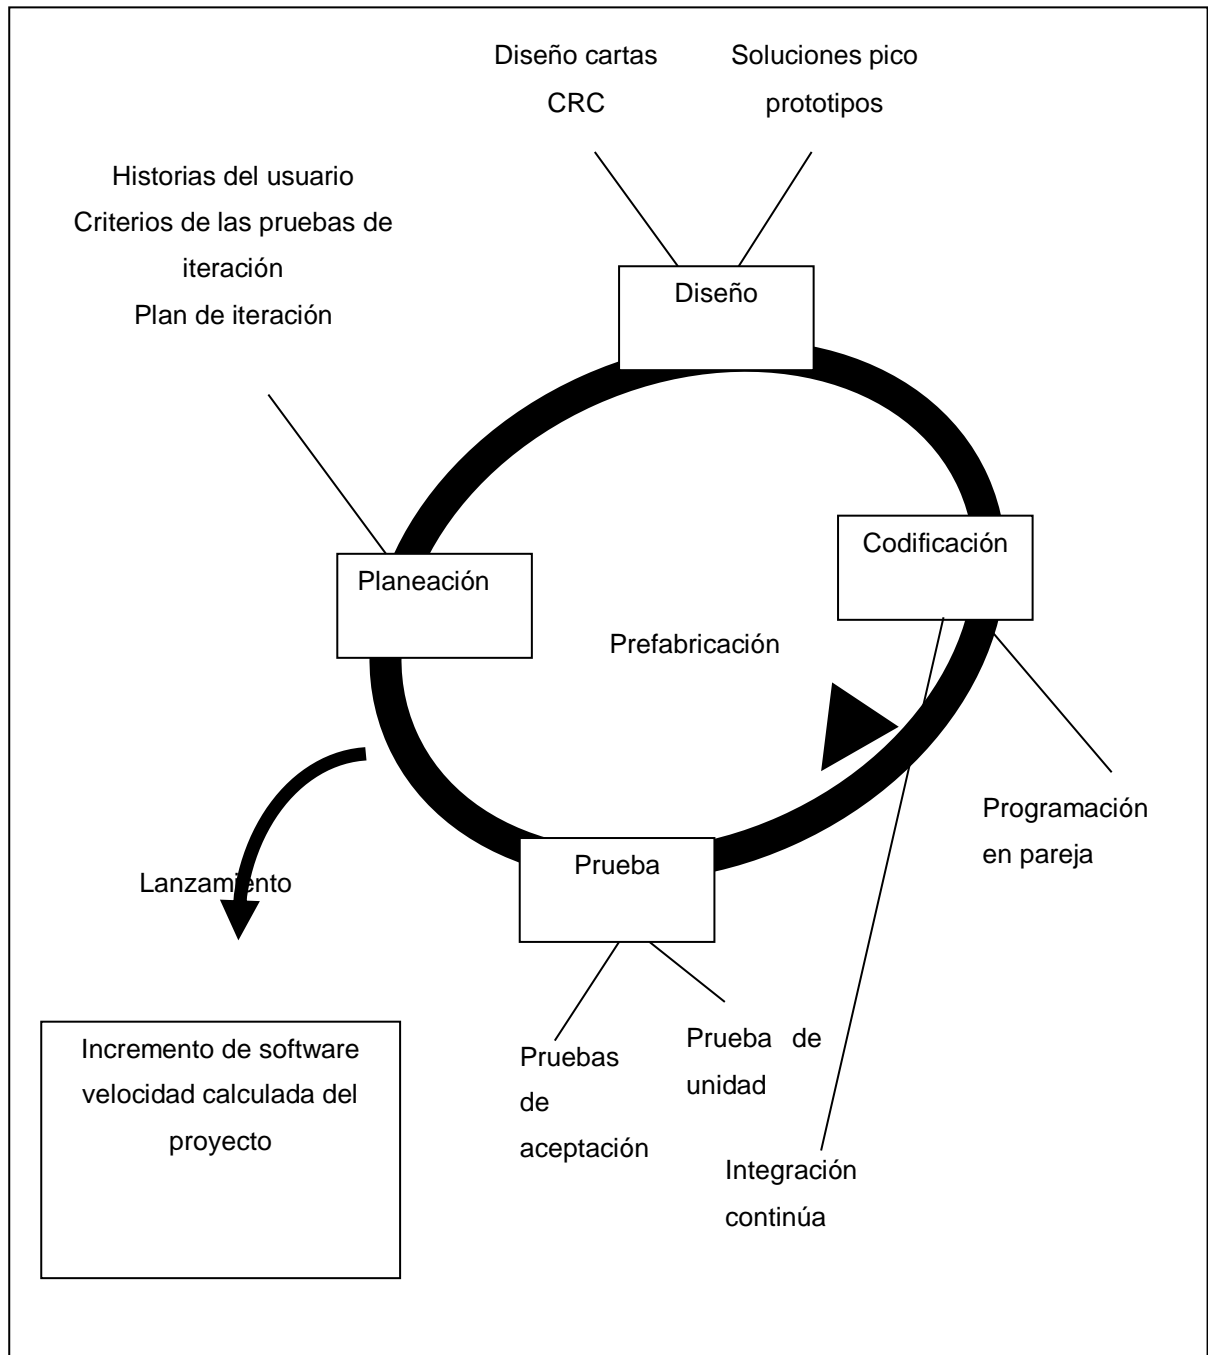 Diseño cartas
CRC
Soluciones pico
prototipos
Historias del usuario
Criterios de las pruebas de
iteración
Plan de iteración
Diseño
Codificación
Planeación
Prefabricación
Programación
en pareja
Prueba
Lanzamiento
Incremento de software
velocidad calculada del
proyecto
Pruebas
de
aceptación
Prueba de
unidad
Integración
continúa